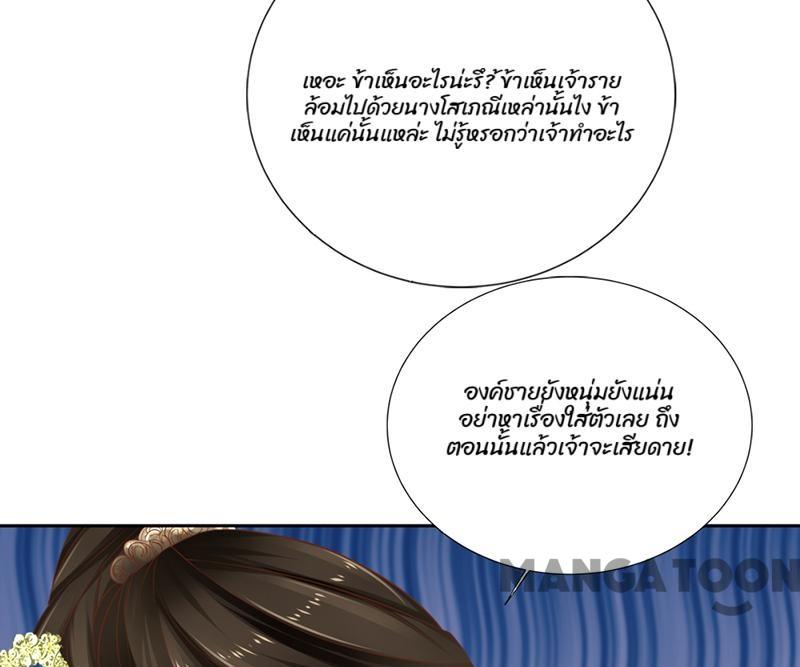 เหอะ ข้าเห็นอะไรน่ะรึ? ข้าเห็นเจ้าราย
ล้อมไปด้วยนางโสเภณีเหล่านั้นไง ข้า
เห็นแค่นั้นแหล่ะ ไม่รู้หรอกว่าเจ้าทำอะไร
องค์ชายยังหนุ่มยังแน่น
อย่าหาเรื่องใส่ตัวเลย ถึง
ตอนนั้นแล้วเจ้าจะเสียดาย!
MANGATOON